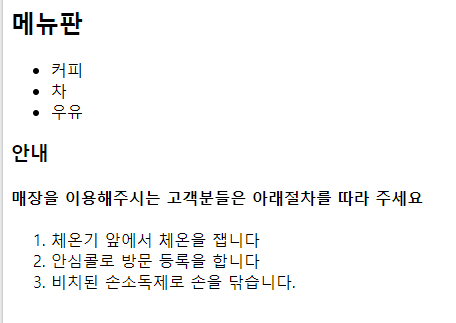 메뉴판
• 커피
• 차
• 우유
안내
매장을 이용해주시는 고객분들은 아래절차를 따라 주세요
1. 체온기 앞에서 체온을 잽니다
2. 안심콜로 방문 등록을 합니다
3. 비치된 손소독제로 손을 닦습니다.